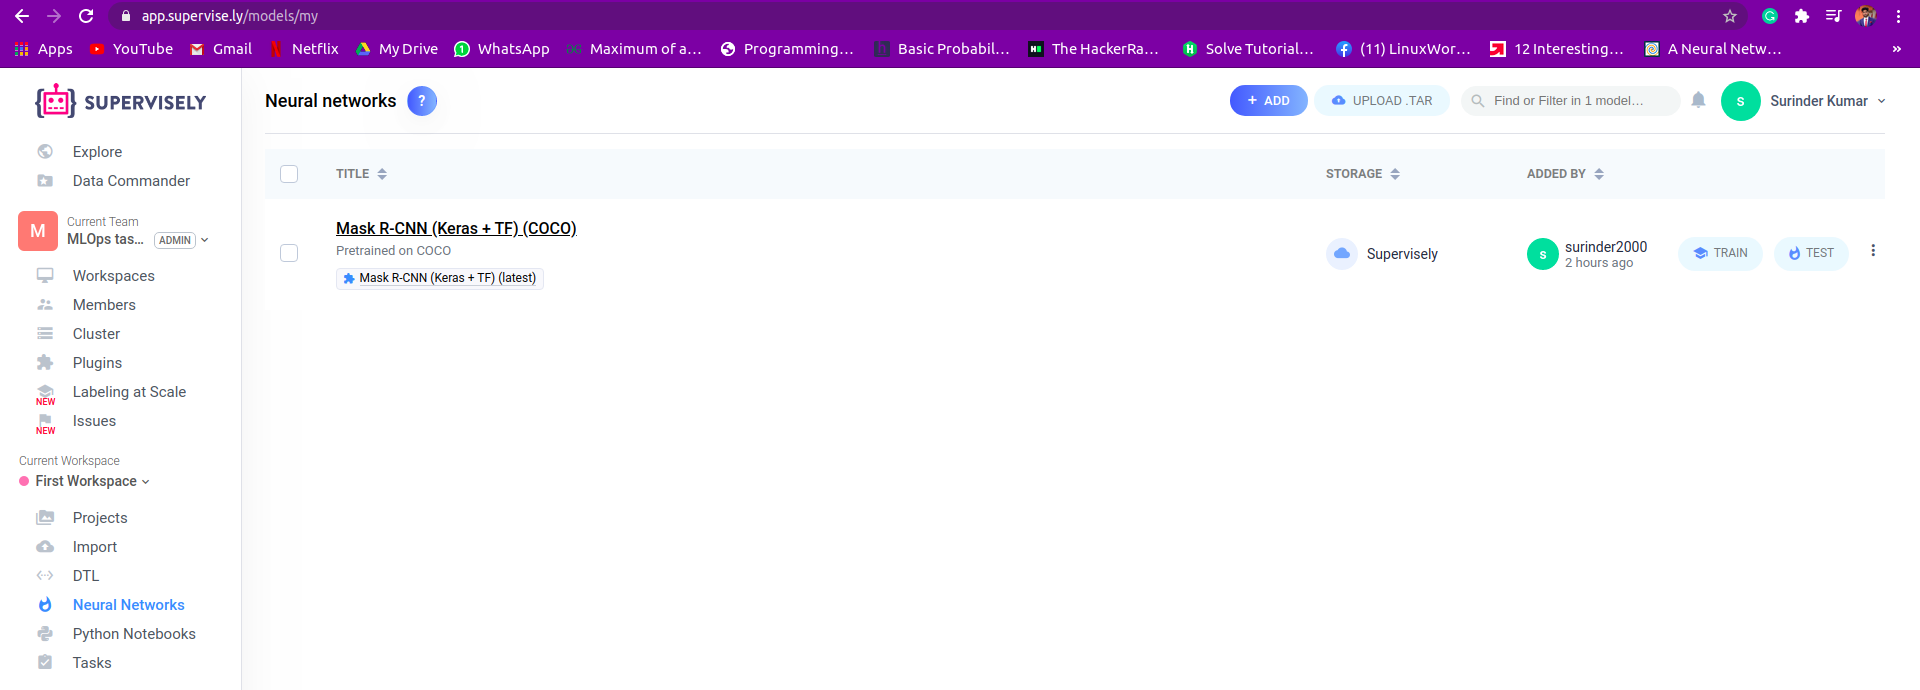 app.supervise.ly/models/my
Apps YouTube Gmail Netflix My Drive WhatsApp Maximum of a... Programming... Basic Probabil... The HackerRa... Solve Tutorial... (11) LinuxWor... 12 Interesting... A Neural Netw... »
SUPERVISELY
Neural networks ?
+ ADD
UPLOAD .TAR
Find or Filter in 1 model...
s Surinder Kumar
Explore
Data Commander
M
Current Team
MLOps tas... ADMIN
Workspaces
Members
Cluster
Plugins
Labeling at Scale
NEW
Issues
NEW
Current Workspace
First Workspace
Projects
Import
DTL
Neural Networks
Python Notebooks
Tasks
TITLE STORAGE ADDED BY
Mask R-CNN (Keras + TF) (COCO)
Pretrained on COCO
Mask R-CNN (Keras + TF) (latest)
Supervisely
s surinder2000
2 hours ago
TRAIN
TEST